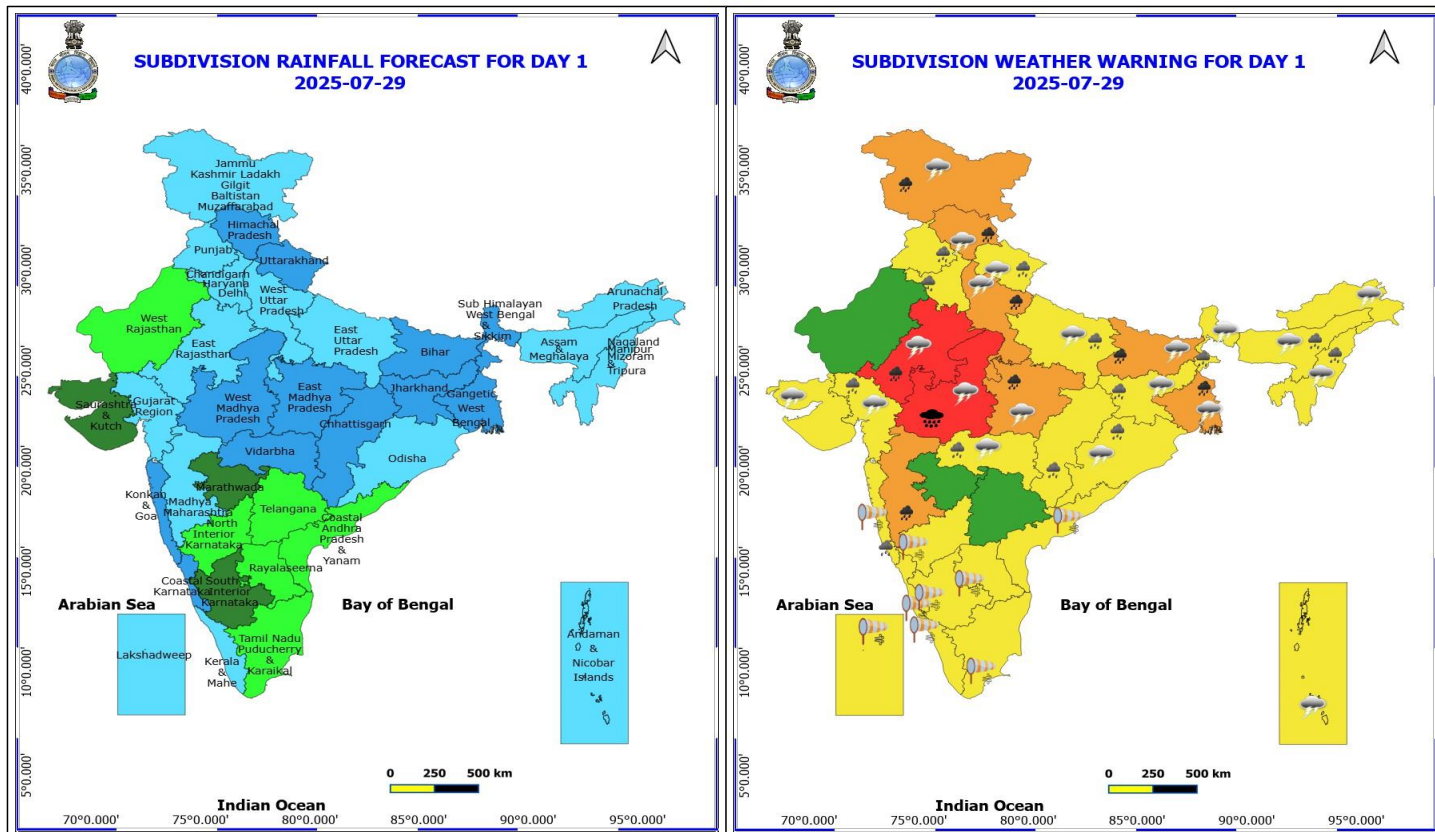 SUBDIVISION RAINFALL FORECAST FOR DAY 1
2025-07-29
40°0.000'
35°0.000'
30°0.000'
25°0.000'
20°0.000'
15°0.000'
10°0.000'
5°0.000'
Jammu
Kashmir Ladakh
Gilgit
Baltistan
Muzaffarabad
Himachal
Pradesh
Punjab
Uttarakhand
Chandigarh
Haryana
Delhi
West
Uttar
Pradesh
West
Rajasthan
East
Rajasthan
East
Uttar
Pradesh
Sub Himalayan
West Bengal
&
Sikkim
Arunachal
Pradesh
Assam
&
Meghalaya
Nagaland
Manipur
Mizoram
&
Tripura
Bihar
Jharkhand
Gangetic
West
Bengal
Saurashtra
&
Kutch
Gujarat
Region
West
Madhya
Pradesh
East
Madhya
Pradesh
Chhattisgarh
Vidarbha
Odisha
Konkan
&
Goa
Madhya
Maharashtra
Marathwada
Telangana
North
Interior
Karnataka
Coastal
Andhra
Pradesh
&
Yanam
Rayalaseema
Coastal
Karnataka
South
Interior
Karnataka
Tamil Nadu
Puducherry
&
Karaikal
Kerala
&
Mahe
Lakshadweep
Andaman
&
Nicobar
Islands
Arabian Sea
Bay of Bengal
Indian Ocean
0 250 500 km
70°0.000' 75°0.000' 80°0.000' 85°0.000' 90°0.000' 95°0.000'
SUBDIVISION WEATHER WARNING FOR DAY 1
2025-07-29
40°0.000'
35°0.000'
30°0.000'
25°0.000'
20°0.000'
15°0.000'
10°0.000'
5°0.000'
Arabian Sea
Bay of Bengal
Indian Ocean
0 250 500 km
70°0.000' 75°0.000' 80°0.000' 85°0.000' 90°0.000' 95°0.000'